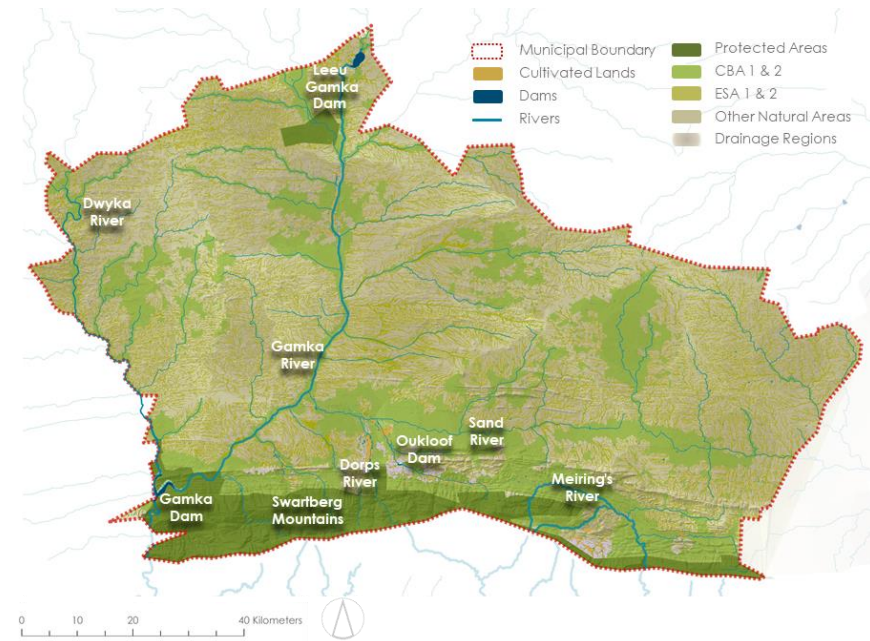 Municipal Boundary
Cultivated Lands
Dams
Rivers
Protected Areas
CBA 1 & 2
ESA 1 & 2
Other Natural Areas
Drainage Regions
Leeu
Gamka
Dam
Dwyka
River
Gamka
River
Sand
River
Oukloof
Dam
Dorps
River
Meiring's
River
Gamka
Dam
Swartberg
Mountains
0 10 20 40 Kilometers